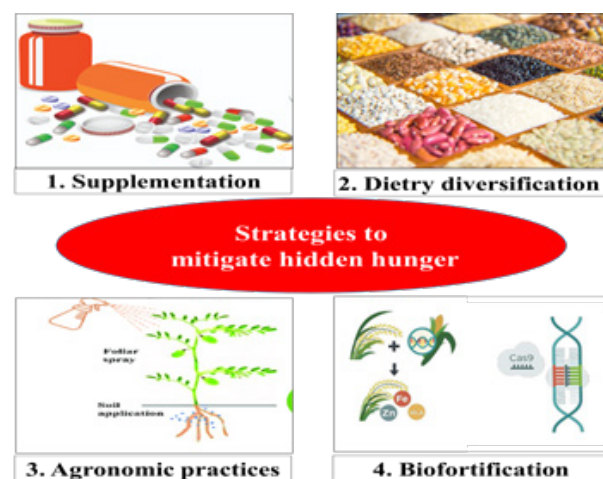 1. Supplementation
2. Dietry diversification
Strategies to
mitigate hidden hunger
Foliar
spray
Soil
application
3. Agronomic practices
Cas9
Fe
Zn
4. Biofortification